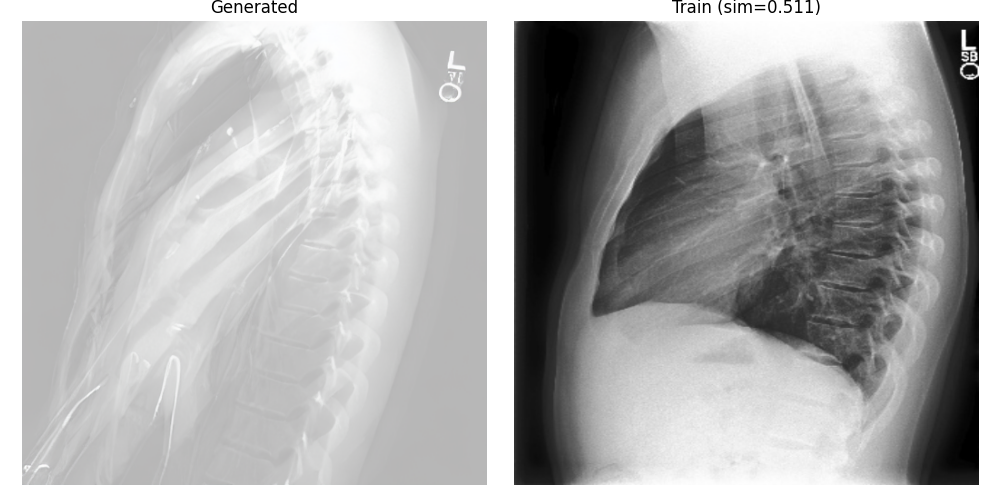 Generated
Train (sim=0.511)
L
L
SB